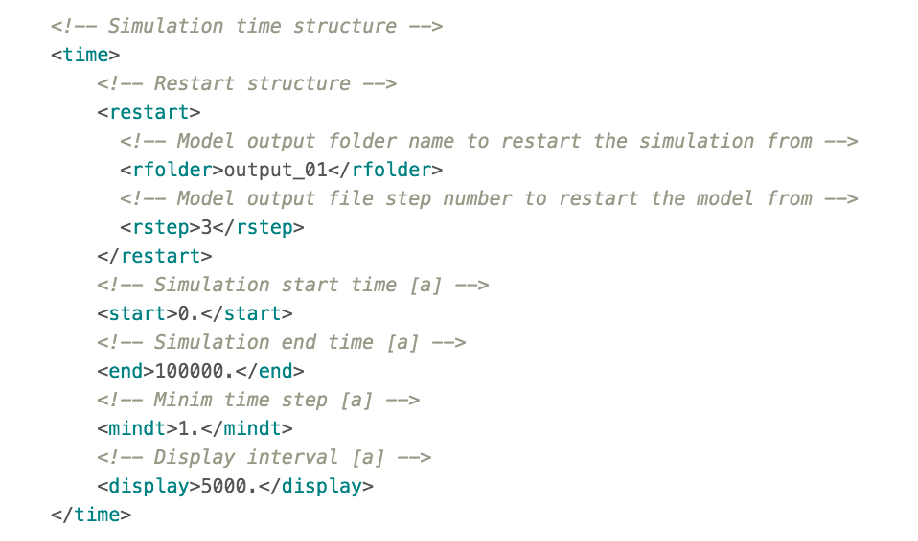 <!-- Simulation time structure -->
<time>
<!-- Restart structure -->
<restart>
<!-- Model output folder name to restart the simulation from -->
<rfolder>output_01</rfolder>
<!-- Model output file step number to restart the model from -->
<rstep>3</rstep>
</restart>
<!-- Simulation start time [a] -->
<start>0.</start>
<!-- Simulation end time [a] -->
<end>100000.</end>
<!-- Minim time step [a] -->
<mindt>1.</mindt>
<!-- Display interval [a] -->
<display>5000.</display>
</time>